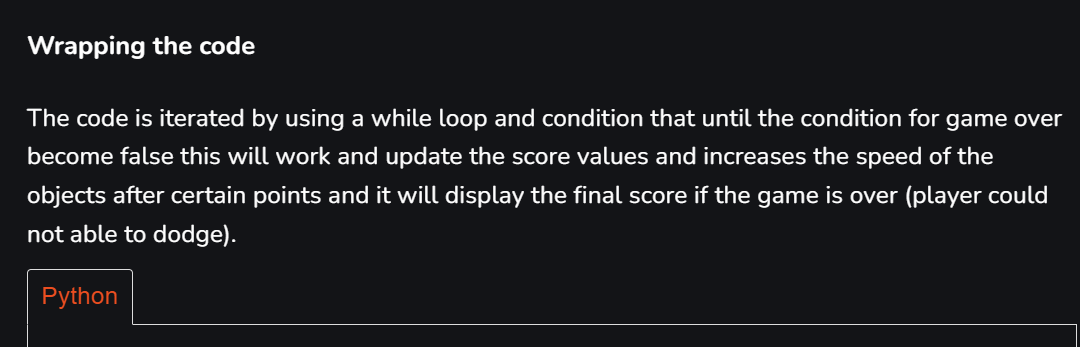 Wrapping the code
The code is iterated by using a while loop and condition that until the condition for game over
become false this will work and update the score values and increases the speed of the
objects after certain points and it will display the final score if the game is over (player could
not able to dodge).
Python